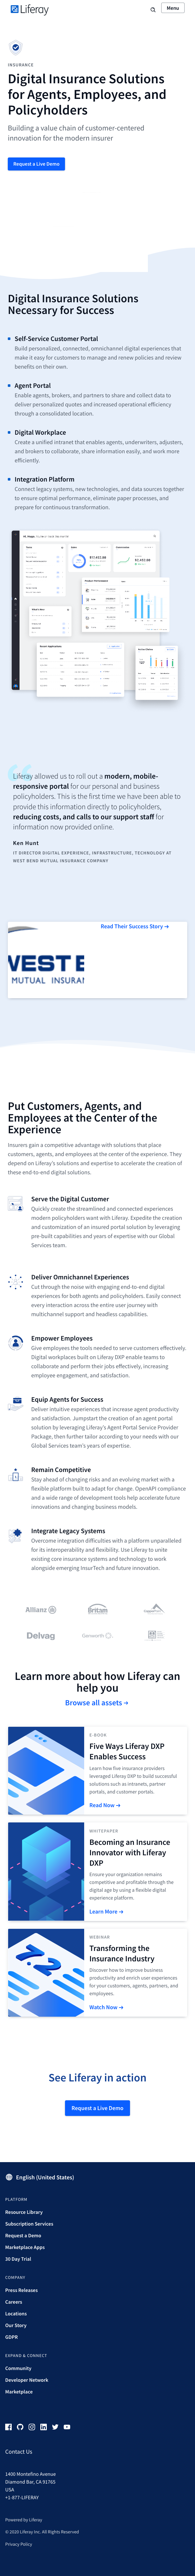 Liferay
Menu
INSURANCE
Digital Insurance Solutions
for Agents, Employees, and
Policyholders
Building a value chain of customer-centered
innovation for the modern insurer
Request a Live Demo
Digital Insurance Solutions
Necessary for Success
Self-Service Customer Portal
Build personalized, connected, omnichannel digital experiences that
make it easy for customers to manage and renew policies and review
benefits on their own.
Agent Portal
Enable agents, brokers, and partners to share and collect data to
deliver personalized quotes and increase operational efficiency
through a consolidated location.
Digital Workplace
Create a unified intranet that enables agents, underwriters, adjusters,
and brokers to collaborate, share information easily, and work more
efficiently.
Integration Platform
Connect legacy systems, new technologies, and data sources together
to ensure optimal performance, eliminate paper processes, and
prepare for continuous transformation.
Liferay allowed us to roll out a modern, mobile-
responsive portal for our personal and business
policyholders. This is the first time we've been able to
provide this information directly to policyholders,
reducing costs, and calls to our support staff for
information now provided online.
Ken Hunt
IT DIRECTOR DIGITAL EXPERIENCE, INFRASTRUCTURE, TECHNOLOGY AT
WEST BEND MUTUAL INSURANCE COMPANY
Read Their Success Story →
Put Customers, Agents, and
Employees at the Center of the
Experience
Insurers gain a competitive advantage with solutions that place
customers, agents, and employees at the center of the experience. They
depend on Liferay's solutions and expertise to accelerate the creation of
these end-to-end digital solutions.
Serve the Digital Customer
Quickly create the streamlined and connected experiences
modern policyholders want with Liferay. Expedite the creation
and customization of an insured portal solution by leveraging
pre-built capabilities and years of expertise with our Global
Services team.
Deliver Omnichannel Experiences
Cut through the noise with engaging end-to-end digital
experiences for both agents and policyholders. Easily connect
every interaction across their entire user journey with
multichannel support and headless capabilities.
Empower Employees
Give employees the tools needed to serve customers effectively.
Digital workplaces built on Liferay DXP enable teams to
collaborate and perform their jobs effectively, increasing
employee engagement, and satisfaction.
Equip Agents for Success
Deliver intuitive experiences that increase agent productivity
and satisfaction. Jumpstart the creation of an agent portal
solution by leveraging Liferay's Agent Portal Service Provider
Package, then further tailor according to your needs with our
Global Services team's years of expertise.
Remain Competitive
Stay ahead of changing risks and an evolving market with a
flexible platform built to adapt for change. OpenAPI compliance
and a wide range of development tools help accelerate future
innovations and changing business models.
Integrate Legacy Systems
Overcome integration difficulties with a platform unparalleled
for its interoperability and flexibility. Use Liferay to unite
existing core insurance systems and technology to work
alongside emerging InsurTech and future innovation.
Allianz
Britam
Delvag
Genworth
Learn more about how Liferay can
help you
Browse all assets →
E-BOOK
Five Ways Liferay DXP
Enables Success
Learn how five insurance providers
leveraged Liferay DXP to build successful
solutions such as intranets, partner
portals, and customer portals.
Read Now →
WHITEPAPER
Becoming an Insurance
Innovator with Liferay
DXP
Ensure your organization remains
competitive and profitable through the
digital age by using a flexible digital
experience platform.
Learn More →
7.2
WEBINAR
Transforming the
Insurance Industry
Discover how to improve business
productivity and enrich user experiences
for your customers, agents, partners, and
employees.
Watch Now →
See Liferay in action
Request a Live Demo
English (United States)
PLATFORM
Resource Library
Subscription Services
Request a Demo
Marketplace Apps
30 Day Trial
COMPANY
Press Releases
Careers
Locations
Our Story
GDPR
EXPAND & CONNECT
Community
Developer Network
Marketplace
Contact Us
1400 Montefino Avenue
Diamond Bar, CA 91765
USA
+1-877-LIFERAY
Powered by Liferay
© 2020 Liferay Inc. All Rights Reserved
Privacy Policy